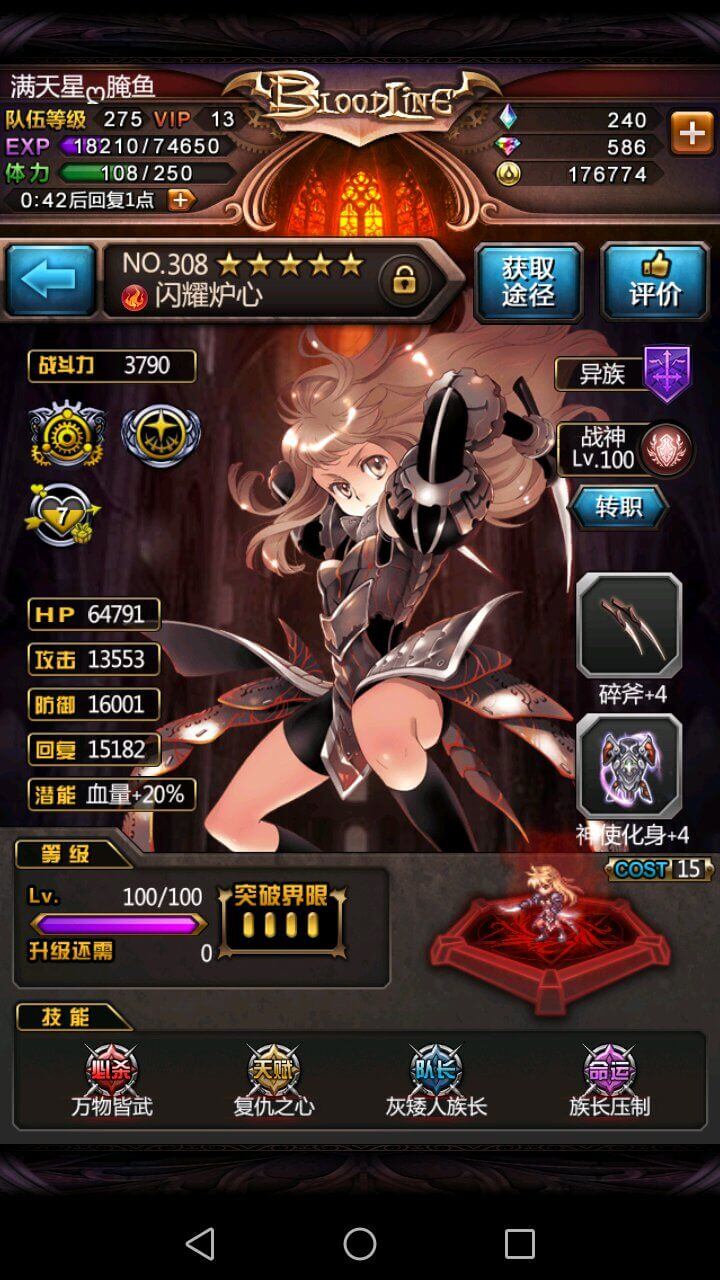 满天星ღ腌鱼
BLOODLINE
队伍等级 275 VIP 13
EXP 18210/74650
体力 108/250
0:42后回复1点
240
586
176774
NO.308
闪耀炉心
获取途径
评价
战斗力 3790
异族
战神
Lv.100
转职
7
HP 64791
攻击 13553
防御 16001
回复 15182
潜能 血量+20%
碎斧+4
神使化身+4
COST 15
等级
Lv. 100/100
突破界限
升级还需 0
技能
必杀 天赋 队长 命运
万物皆武 复仇之心 灰矮人族长 族长压制